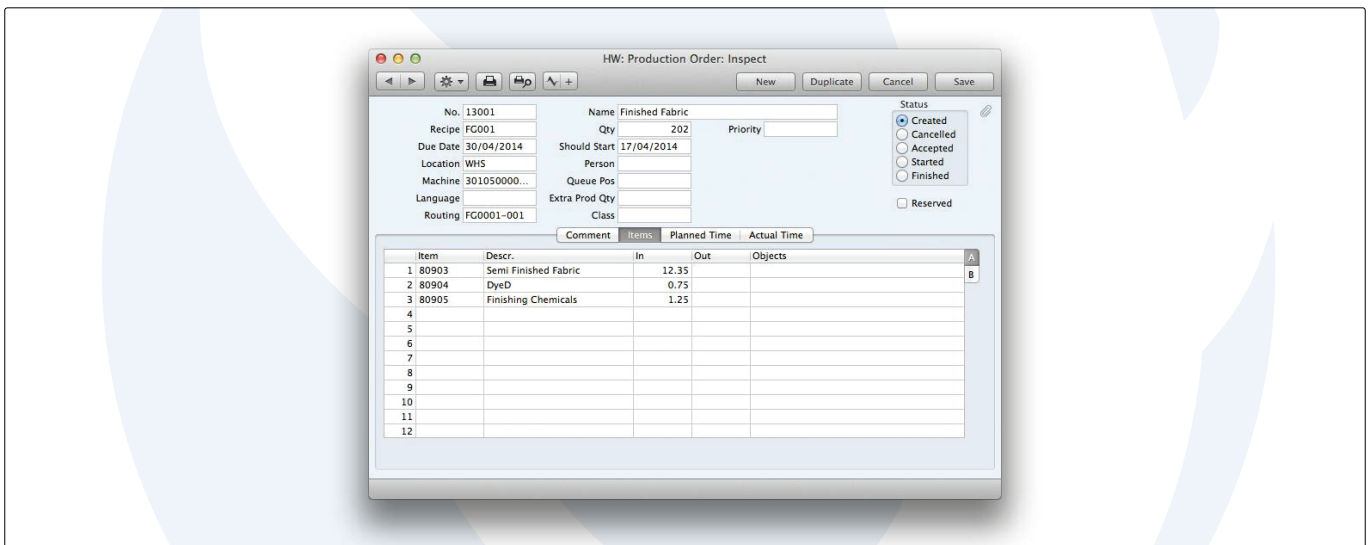 HW: Production Order: Inspect
New Duplicate Cancel Save
No. 13001 Name Finished Fabric Status
Recipe FG001 Qty 202 Priority Created
Cancelled
Due Date 30/04/2014 Should Start 17/04/2014 Accepted
Location WHS Person Started
Machine 301050000... Queue Pos Finished
Language Extra Prod Qty Reserved
Routing FG0001-001 Class
Comment Items Planned Time Actual Time
Item Descr. In Out Objects A
1 80903 Semi Finished Fabric 12.35 B
2 80904 DyeD 0.75
3 80905 Finishing Chemicals 1.25
4
5
6
7
8
9
10
11
12